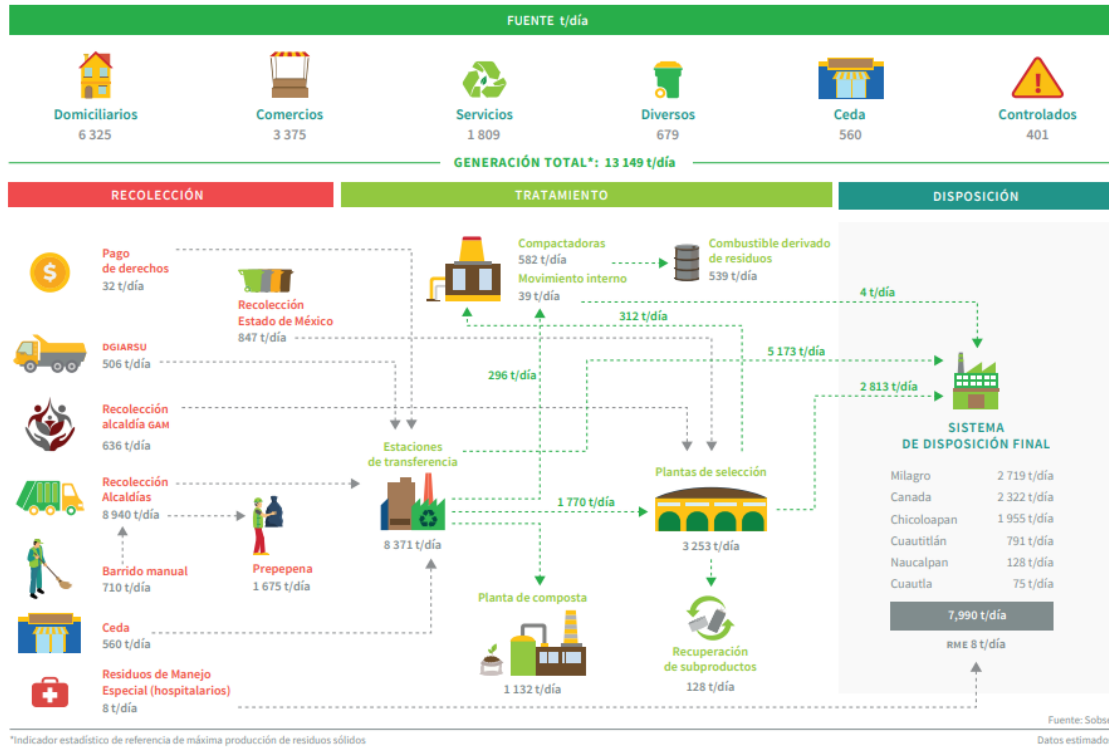 FUENTE t/día
Domiciliarios
6 325
Comercios
3 375
Servicios
1 809
Diversos
679
Ceda
560
Controlados
401
GENERACIÓN TOTAL*: 13 149 t/día
RECOLECCIÓN
TRATAMIENTO
DISPOSICIÓN
Pago
de derechos
32 t/día
Recolección
Estado de México
847 t/día
DGIARSU
506 t/día
Recolección
alcaldía GAM
636 t/día
Recolección
Alcaldías
8 940 t/día
Barrido manual
710 t/día
Prepepena
1 675 t/día
Ceda
560 t/día
Residuos de Manejo
Especial (hospitalarios)
8 t/día
Compactadoras
582 t/día
Movimiento interno
39 t/día
Combustible derivado
de residuos
539 t/día
312 t/día
296 t/día
Estaciones
de transferencia
8 371 t/día
1 770 t/día
Plantas de selección
3 253 t/día
Planta de composta
1 132 t/día
Recuperación
de subproductos
128 t/día
4 t/día
5 173 t/día
2 813 t/día
SISTEMA
DE DISPOSICIÓN FINAL
Milagro 2 719 t/día
Canada 2 322 t/día
Chicoloapan 1 955 t/día
Cuautitlán 791 t/día
Naucalpan 128 t/día
Cuautla 75 t/día
7,990 t/día
RME 8 t/día
Fuente: Sobse
*Indicador estadístico de referencia de máxima producción de residuos sólidos
Datos estimado